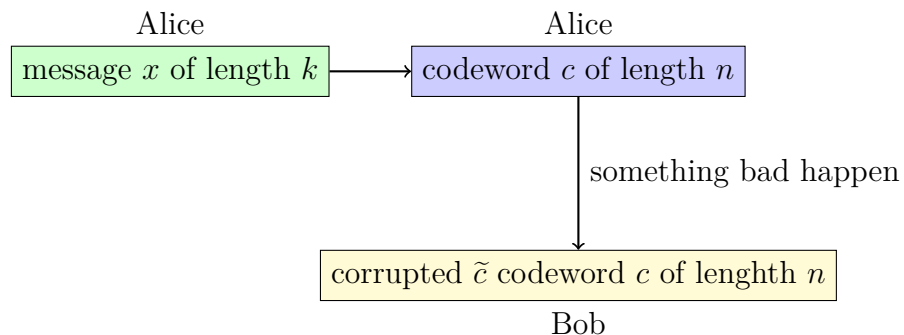 Alice
Alice
message x of length k
codeword c of length n
something bad happen
corrupted c̃ codeword c of lenghth n
Bob